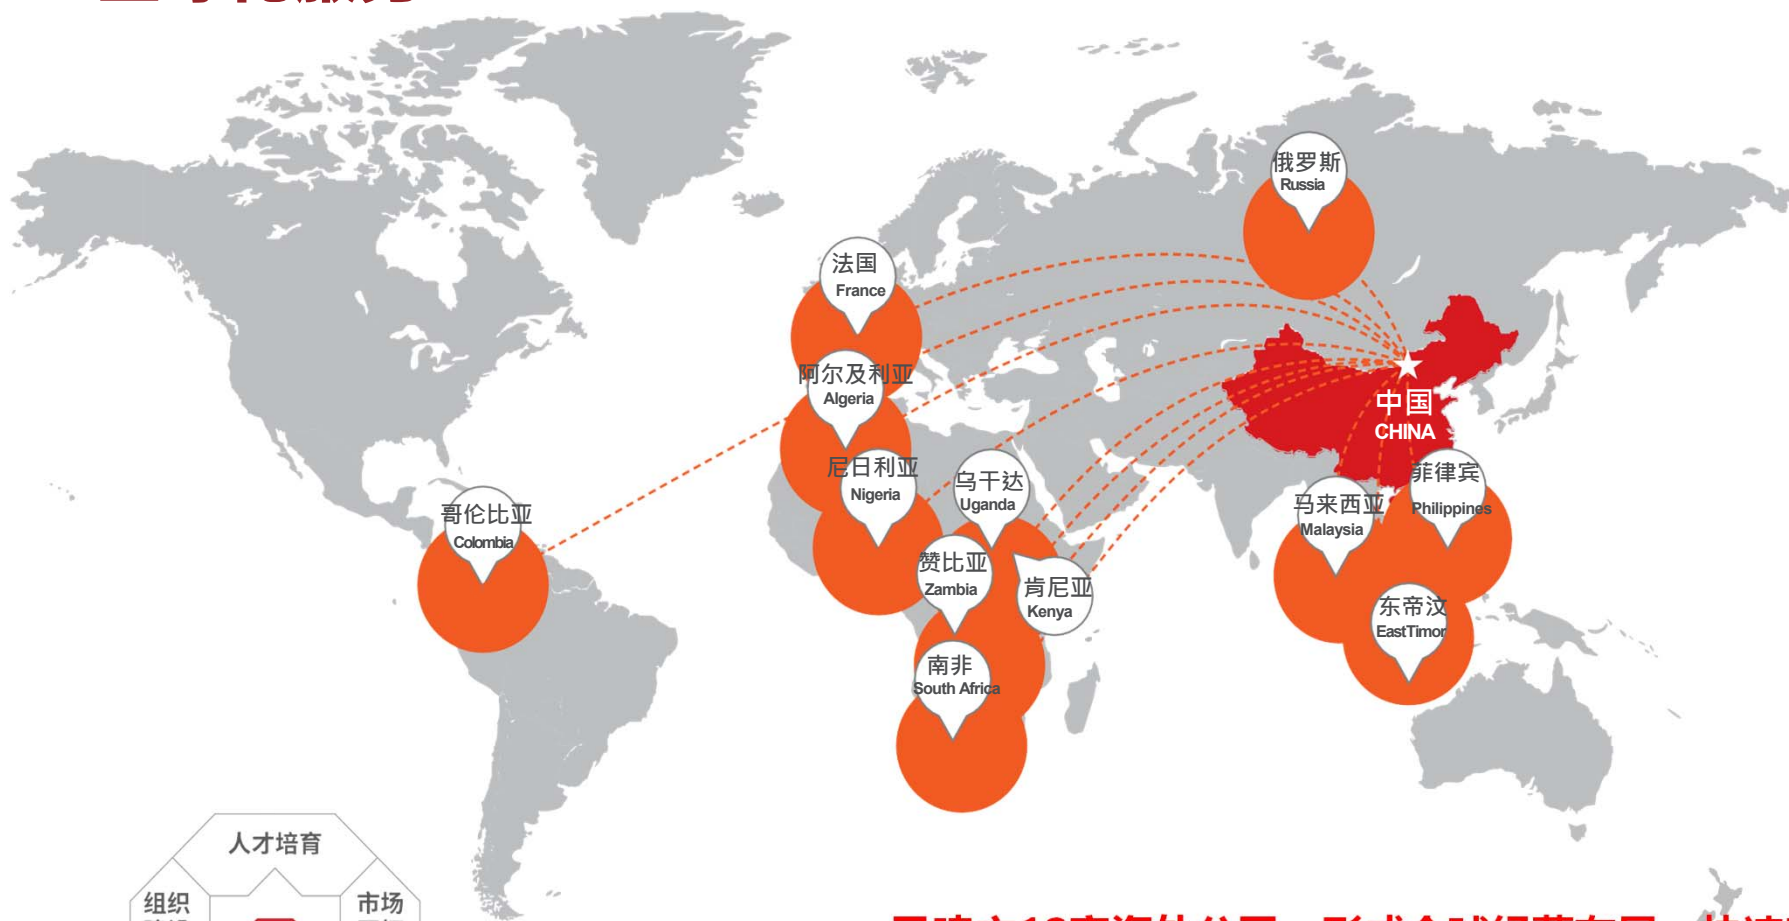 俄罗斯
Russia
法国
France
阿尔及利亚
Algeria
中国
CHINA
尼日利亚
Nigeria
乌干达
Uganda
菲律宾
Philippines
马来西亚
Malaysia
哥伦比亚
Colombia
赞比亚
Zambia
肯尼亚
Kenya
东帝汶
EastTimor
南非
South Africa
人才培育
组织
市场